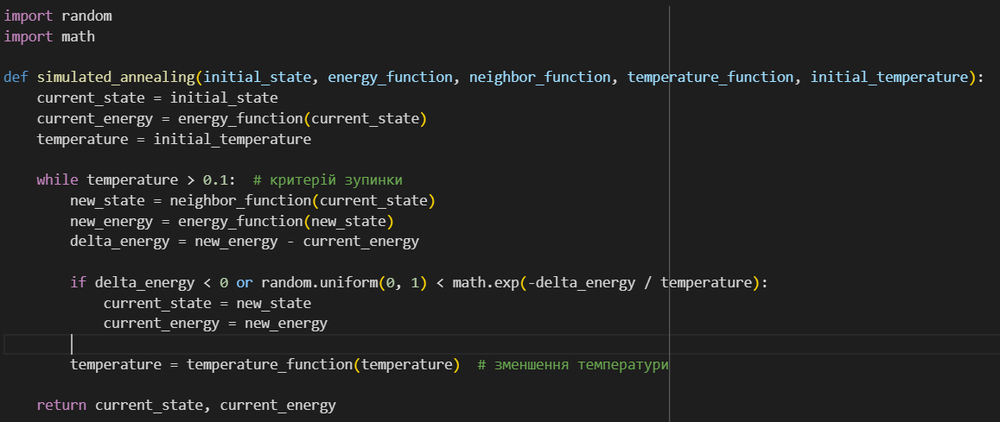 import random
import math
def simulated_annealing(initial_state, energy_function, neighbor_function, temperature_function, initial_temperature):
    current_state = initial_state
    current_energy = energy_function(current_state)
    temperature = initial_temperature
    while temperature > 0.1:  # критерій зупинки
        new_state = neighbor_function(current_state)
        new_energy = energy_function(new_state)
        delta_energy = new_energy - current_energy
        if delta_energy < 0 or random.uniform(0, 1) < math.exp(-delta_energy / temperature):
            current_state = new_state
            current_energy = new_energy
        temperature = temperature_function(temperature)  # зменшення температури
    return current_state, current_energy